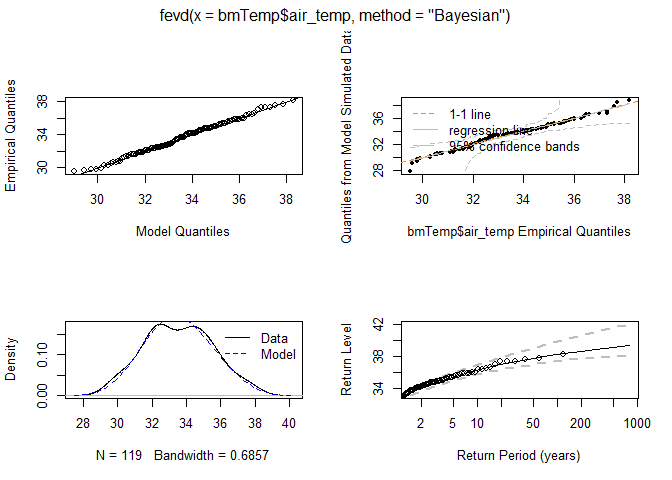 fevd(x = bmTemp$air_temp, method = "Bayesian")
Empirical Quantiles
38
36
34
32
30
30 32 34 36 38
Model Quantiles
Quantiles from Model Simulated Data
36
32
28
1-1 line
regression line
95% confidence bands
30 32 34 36 38
bmTemp$air_temp Empirical Quantiles
Density
0.10
0.00
Data
Model
28 30 32 34 36 38 40
N = 119 Bandwidth = 0.6857
Return Level
42
38
34
2 5 10 50 200 1000
Return Period (years)